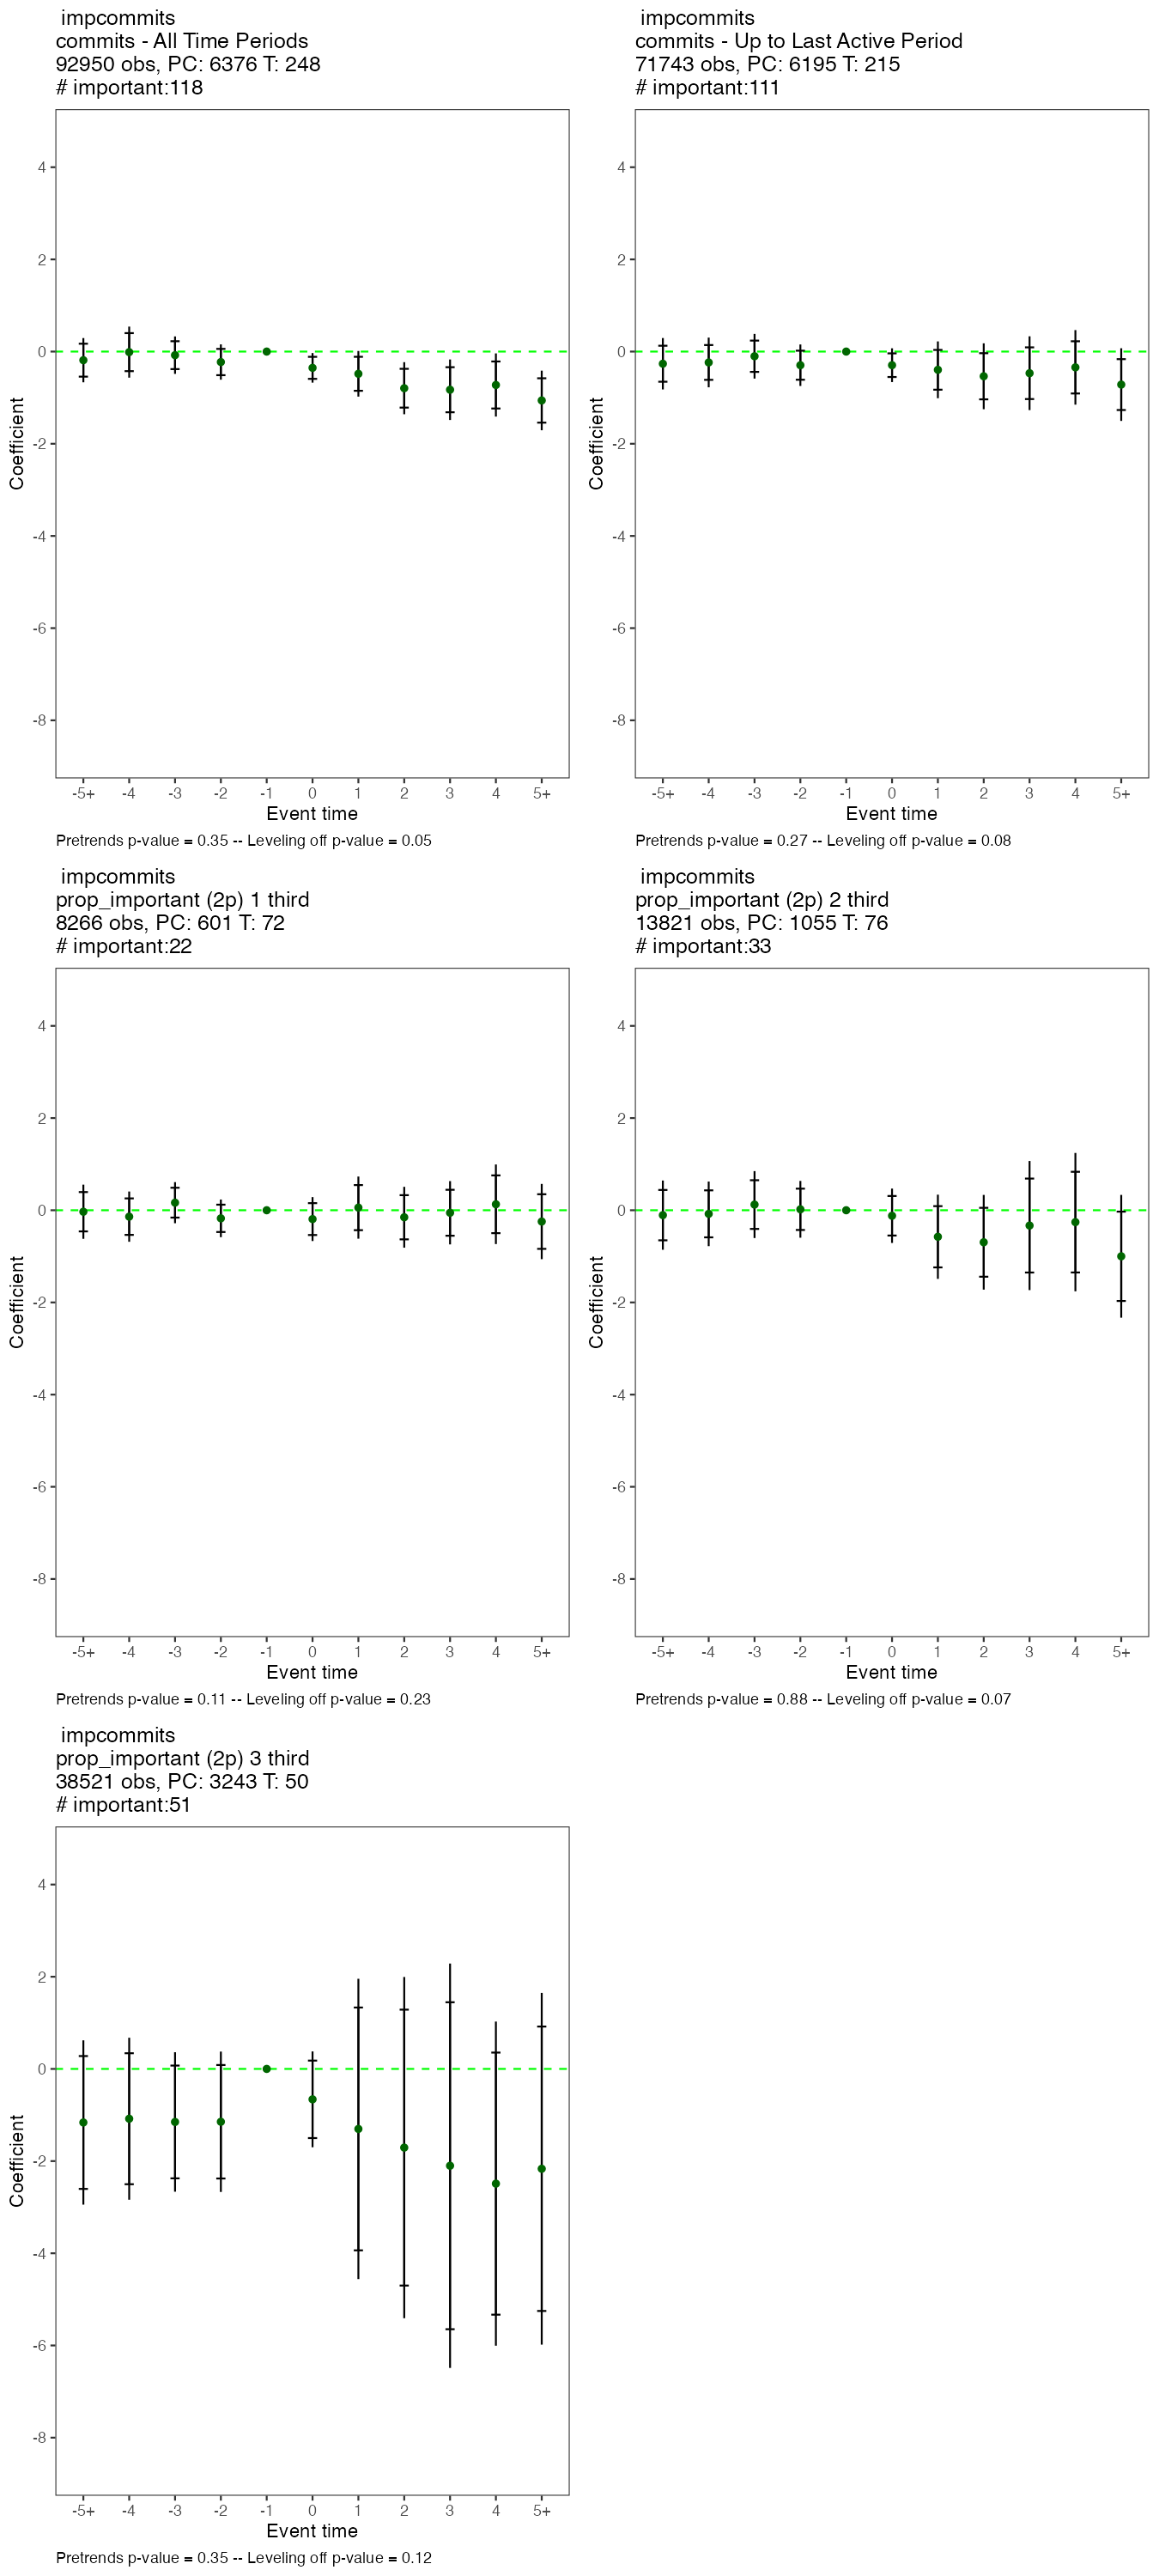 impcommits
commits - All Time Periods
92950 obs, PC: 6376 T: 248
# important:118
4
2
0
-2
-4
-6
-8
Coefficient
-5+ -4 -3 -2 -1 0 1 2 3 4 5+
Event time
Pretrends p-value = 0.35 -- Leveling off p-value = 0.05
impcommits
commits - Up to Last Active Period
71743 obs, PC: 6195 T: 215
# important:111
4
2
0
-2
-4
-6
-8
Coefficient
-5+ -4 -3 -2 -1 0 1 2 3 4 5+
Event time
Pretrends p-value = 0.27 -- Leveling off p-value = 0.08
impcommits
prop_important (2p) 1 third
8266 obs, PC: 601 T: 72
# important:22
4
2
0
-2
-4
-6
-8
Coefficient
-5+ -4 -3 -2 -1 0 1 2 3 4 5+
Event time
Pretrends p-value = 0.11 -- Leveling off p-value = 0.23
impcommits
prop_important (2p) 2 third
13821 obs, PC: 1055 T: 76
# important:33
4
2
0
-2
-4
-6
-8
Coefficient
-5+ -4 -3 -2 -1 0 1 2 3 4 5+
Event time
Pretrends p-value = 0.88 -- Leveling off p-value = 0.07
impcommits
prop_important (2p) 3 third
38521 obs, PC: 3243 T: 50
# important:51
4
2
0
-2
-4
-6
-8
Coefficient
-5+ -4 -3 -2 -1 0 1 2 3 4 5+
Event time
Pretrends p-value = 0.35 -- Leveling off p-value = 0.12